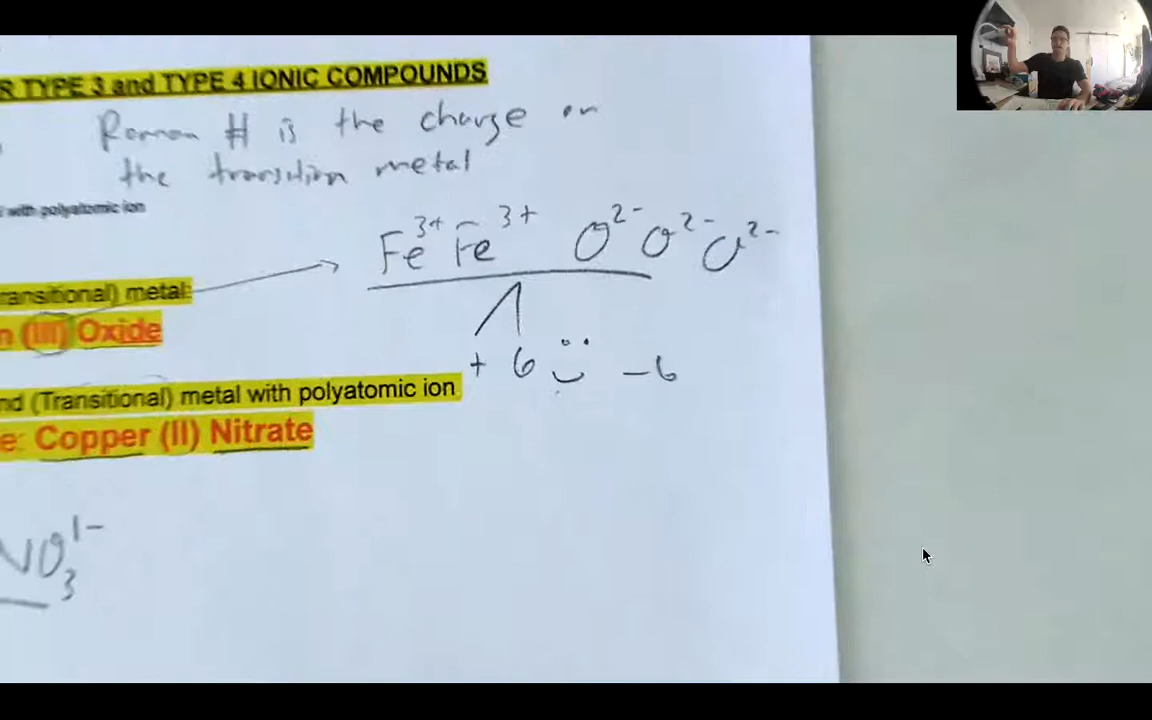 R TYPE 3 and TYPE 4 IONIC COMPOUNDS
Roman # is the charge on
the transition metal
with polyatomic ion
Fe³⁺ Fe³⁺ O²⁻ O²⁻ O²⁻
ransitional) metal:
n (III) Oxide
+ 6 -6
nd (Transitional) metal with polyatomic ion
e: Copper (II) Nitrate
NO₃¹⁻